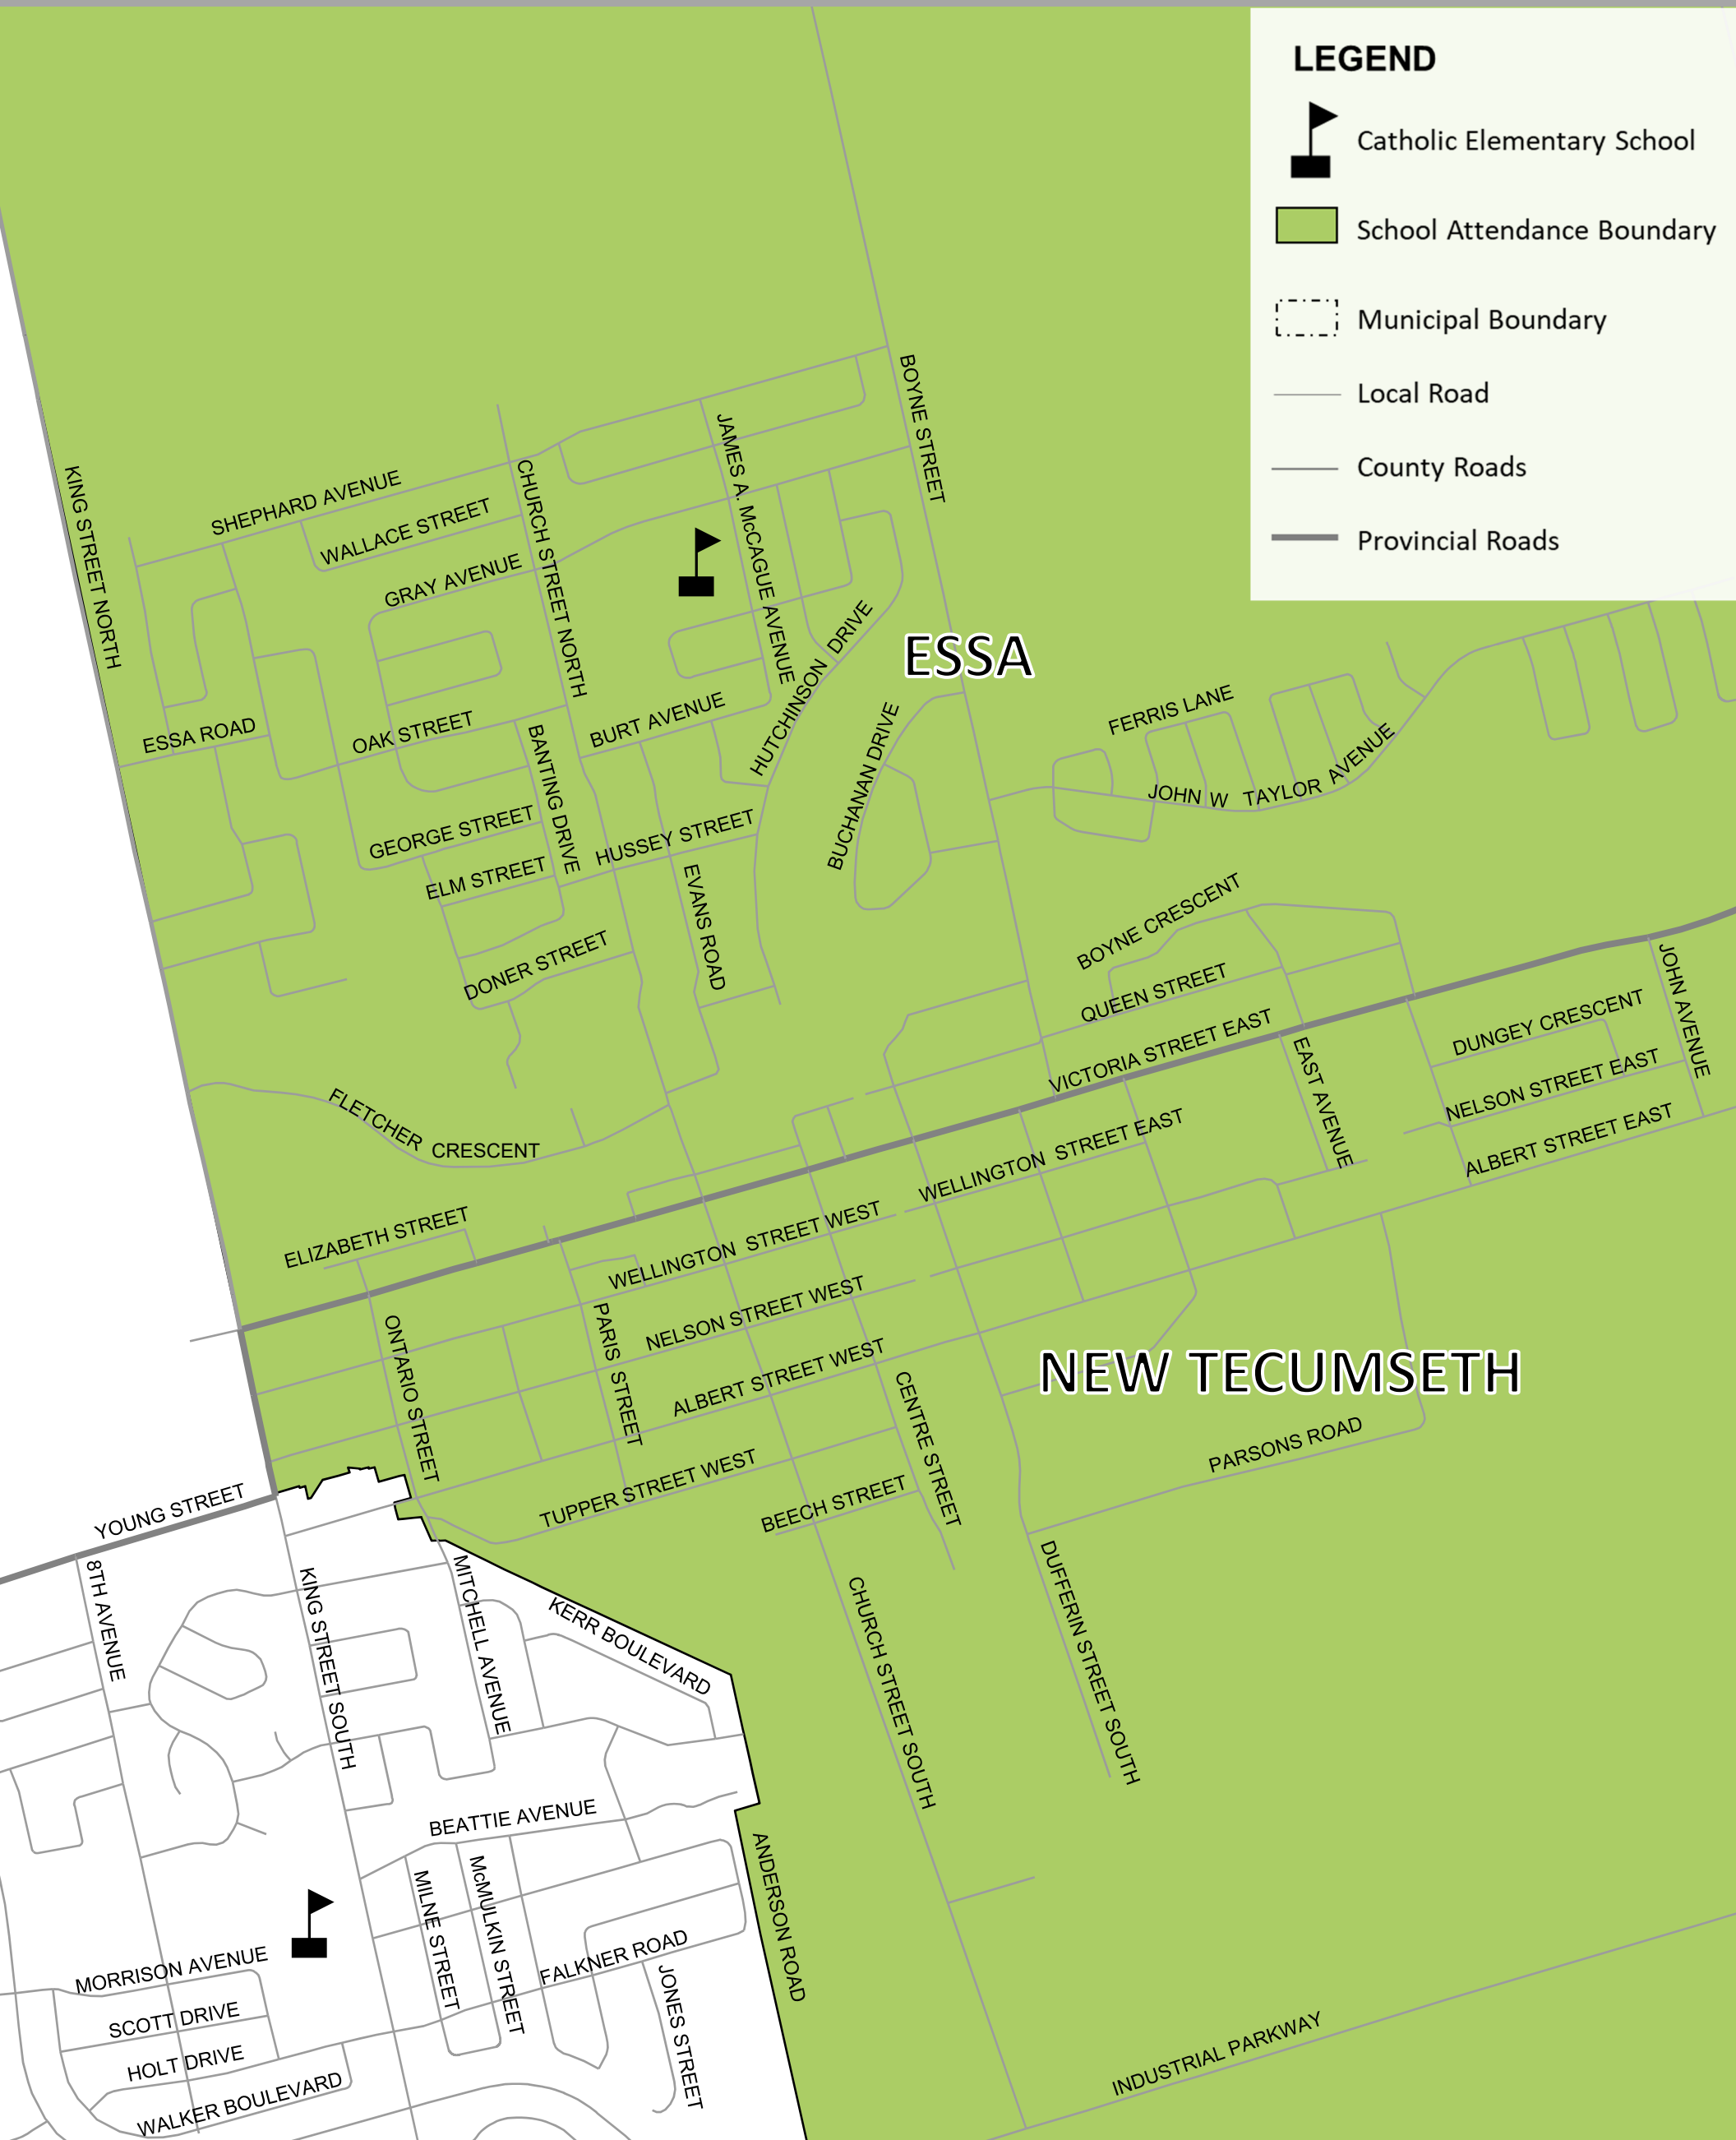 LEGEND
Catholic Elementary School
School Attendance Boundary
Municipal Boundary
Local Road
County Roads
Provincial Roads
KING STREET NORTH
SHEPHARD AVENUE
WALLACE STREET
GRAY AVENUE
CHURCH STREET NORTH
JAMES A. McCAGUE AVENUE
BOYNE STREET
ESSA
ESSA ROAD
OAK STREET
BURT AVENUE
HUTCHINSON DRIVE
BUCHANAN DRIVE
FERRIS LANE
JOHN W TAYLOR AVENUE
BANTING DRIVE
GEORGE STREET
ELM STREET
HUSSEY STREET
EVANS ROAD
DONER STREET
BOYNE CRESCENT
QUEEN STREET
VICTORIA STREET EAST
JOHN AVENUE
DUNGEY CRESCENT
NELSON STREET EAST
ALBERT STREET EAST
EAST AVENUE
FLETCHER CRESCENT
WELLINGTON STREET EAST
ELIZABETH STREET
WELLINGTON STREET WEST
NELSON STREET WEST
ALBERT STREET WEST
ONTARIO STREET
PARIS STREET
NEW TECUMSETH
CENTRE STREET
PARSONS ROAD
TUPPER STREET WEST
BEECH STREET
YOUNG STREET
8TH AVENUE
KING STREET SOUTH
MITCHELL AVENUE
KERR BOULEVARD
CHURCH STREET SOUTH
DUFFERIN STREET SOUTH
BEATTIE AVENUE
ANDERSON ROAD
MILNE STREET
McMULKIN STREET
FALKNER ROAD
JONES STREET
MORRISON AVENUE
SCOTT DRIVE
HOLT DRIVE
WALKER BOULEVARD
INDUSTRIAL PARKWAY